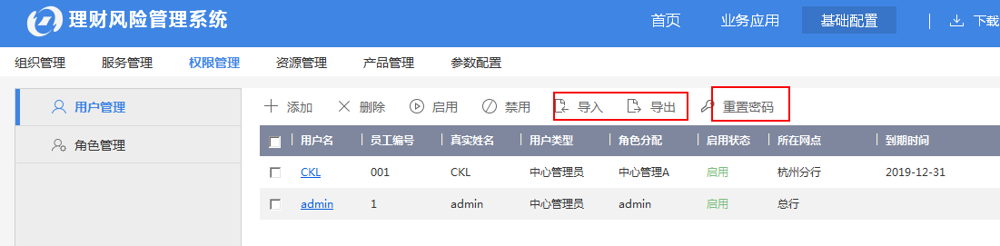 理财风险管理系统 首页 业务应用 基础配置 下载
组织管理 服务管理 权限管理 资源管理 产品管理 参数配置
用户管理
角色管理
添加 删除 启用 禁用 导入 导出 重置密码
用户名 员工编号 真实姓名 用户类型 角色分配 启用状态 所在网点 到期时间
CKL 001 CKL 中心管理员 中心管理A 启用 杭州分行 2019-12-31
admin 1 admin 中心管理员 admin 启用 总行